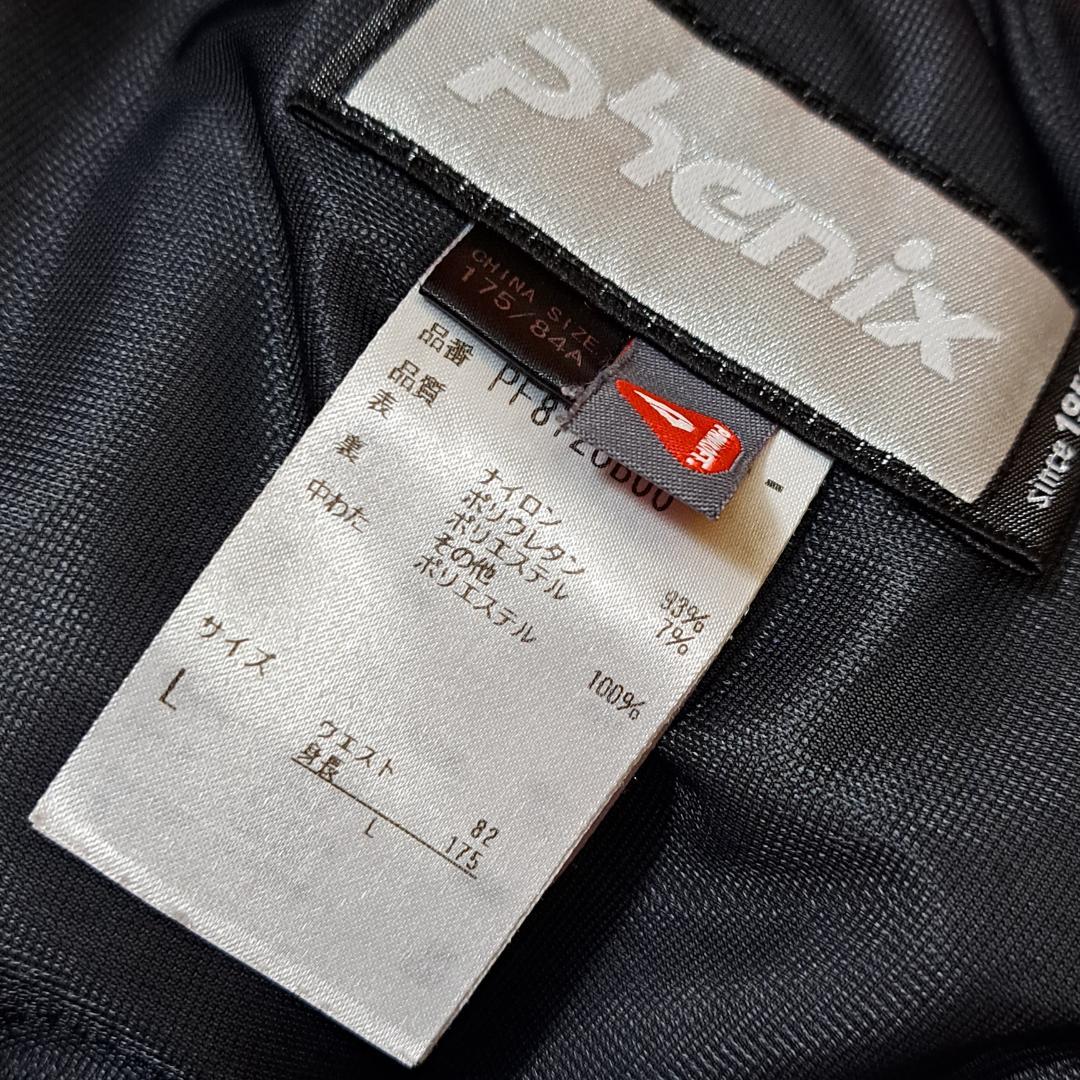 phenix
since
CHINA SIZE
175/84A
品番
品質
表 ナイロン 93%
ポリウレタン 7%
裏 ポリエステル
その他
中わた ポリエステル 100%
サイズ
L
ウエスト 82
身長 175
L